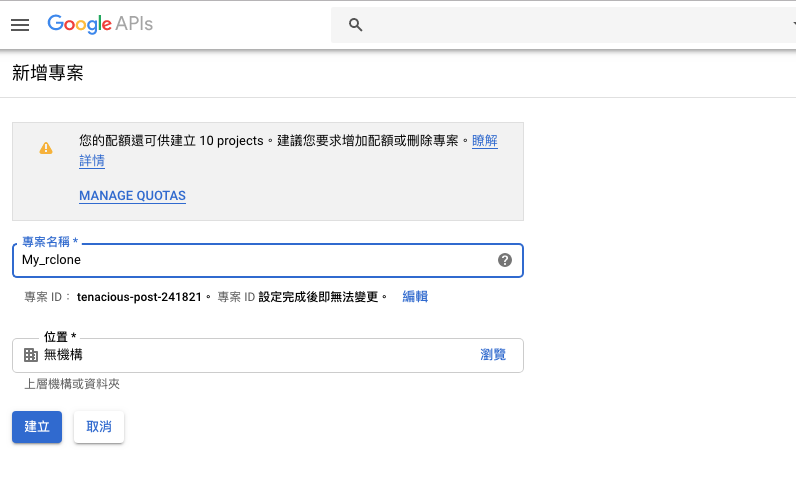 Google APIs
新增專案
您的配額還可供建立 10 projects。建議您要求增加配額或刪除專案。瞭解
詳情
MANAGE QUOTAS
專案名稱 *
My_rclone
專案 ID： tenacious-post-241821。 專案 ID 設定完成後即無法變更。 編輯
位置 *
無機構 瀏覽
上層機構或資料夾
建立 取消